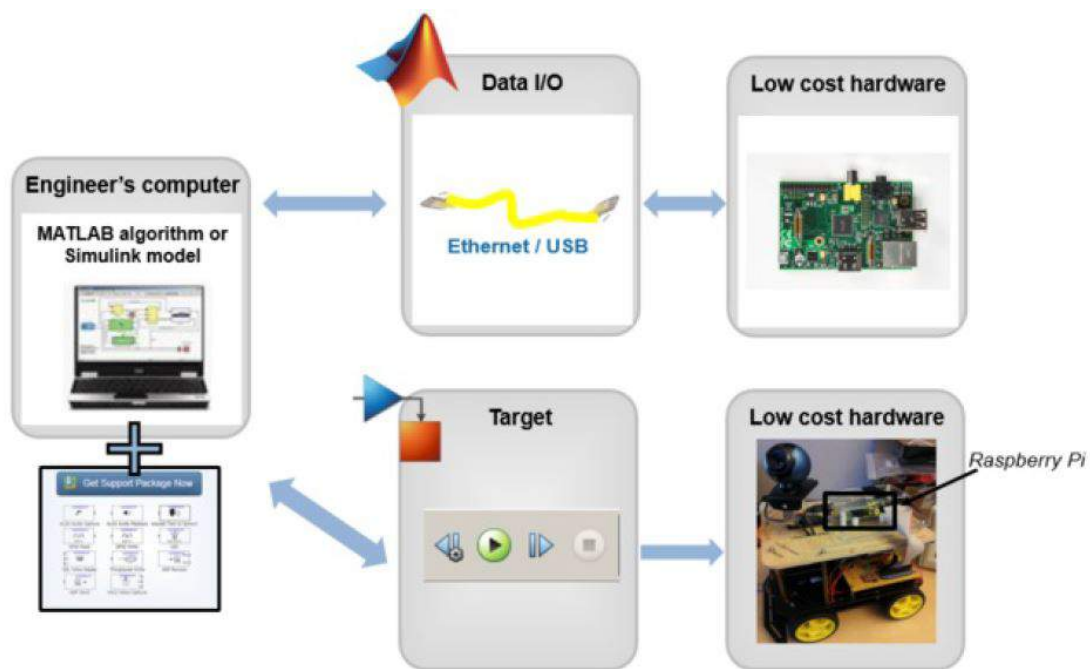 Data I/O
Low cost hardware
Engineer's computer
MATLAB algorithm or
Simulink model
Ethernet / USB
Target
Low cost hardware
Raspberry Pi
Get Support Package Now